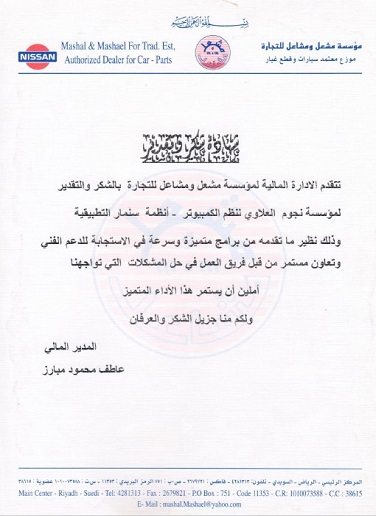 بسم الله الرحمن الرحيم
مؤسسة مشعل ومشاعل للتجارة
موزع معتمد سيارات وقطع غيار
Mashal & Mashael For Trad. Est,
Authorized Dealer for Car - Parts
NISSAN
شهادة شكر وتقدير
تتقدم الادارة المالية لمؤسسة مشعل ومشاعل للتجارة بالشكر والتقدير
لمؤسسة نجوم العلاوي لنظم الكمبيوتر - أنظمة سنمار التطبيقية
وذلك نظير ما تقدمه من برامج متميزة وسرعة في الاستجابة للدعم الفني
وتعاون مستمر من قبل فريق العمل في حل المشكلات التي تواجهنا
أملين أن يستمر هذا الأداء المتميز
ولكم منا جزيل الشكر والعرفان
المدير المالي
عاطف محمود مبارز
المركز الرئيسي - الرياض - السويدي - تلفون: ٤٢٨١٣١٣ - فاكس: ٢٦٧٩٨٢١ - ص.ب: ٧٥١ الرمز البريدي: ١١٣٥٣ - س.ت: ١٠١٠٠٧٣٥٨٨ - عضوية: ٣٨٦١٥
Main Center - Riyadh - Suedi - Tel: 4281313 - Fax : 2679821 - P.O Box : 751 - Code 11353 - C.R: 1010073588 - C.C : 38615
E- Mail : mashal.Mashael@yahoo.com